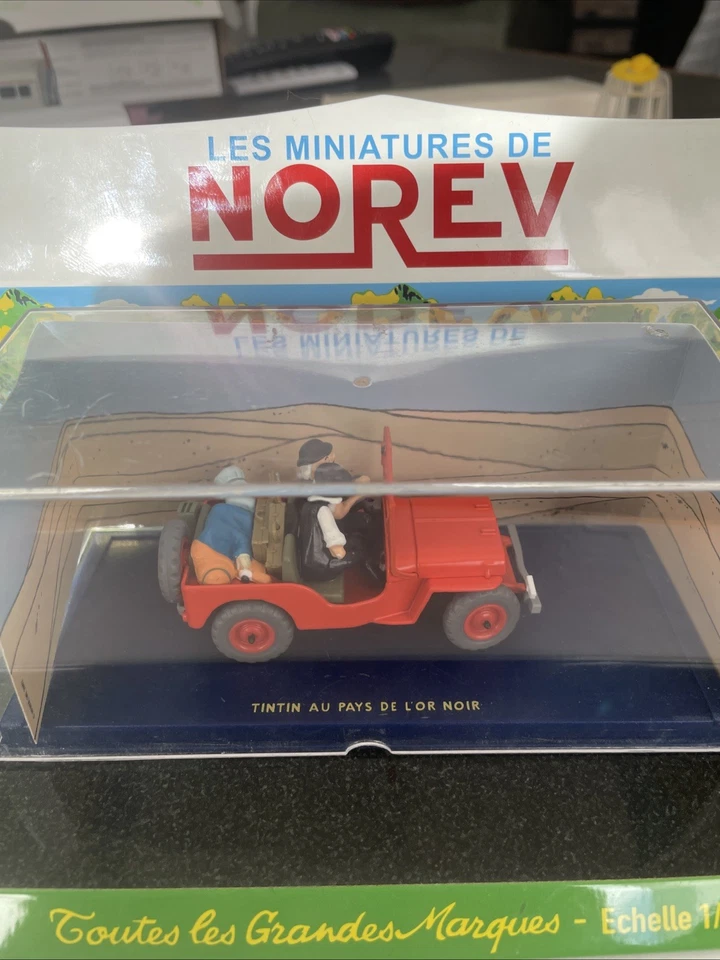 LES MINIATURES DE
NOREV
TINTIN AU PAYS DE L'OR NOIR
Toutes les Grandes Marques - Echelle 1/